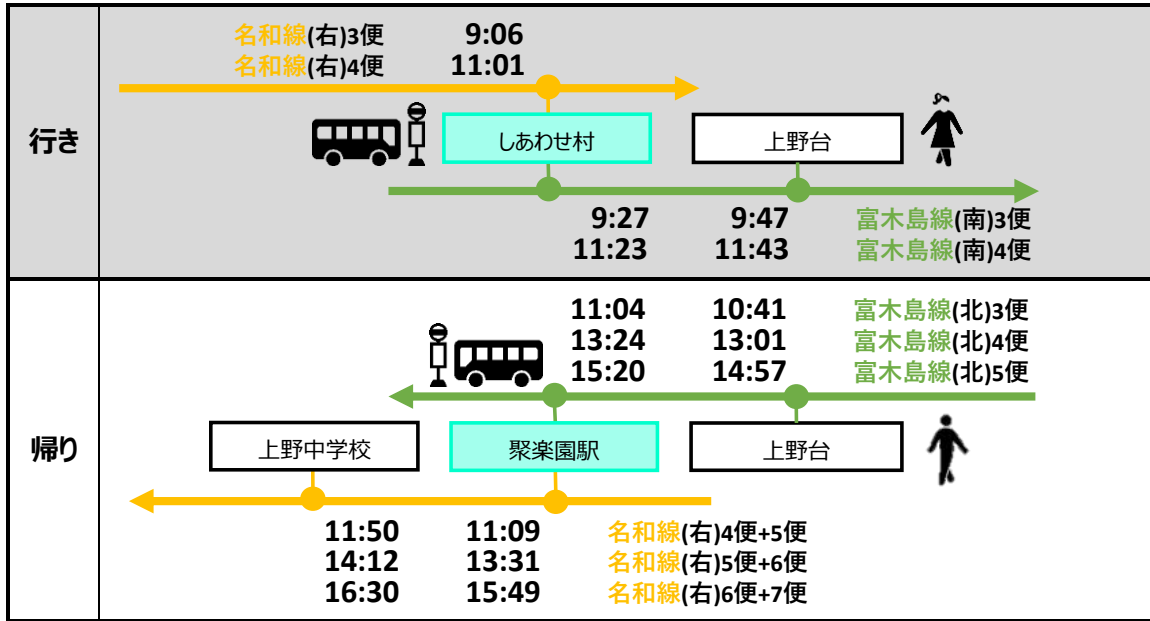 行き
名和線(右)3便 9:06
名和線(右)4便 11:01
しあわせ村 上野台
9:27 9:47 富木島線(南)3便
11:23 11:43 富木島線(南)4便
帰り
11:04 10:41 富木島線(北)3便
13:24 13:01 富木島線(北)4便
15:20 14:57 富木島線(北)5便
上野中学校 聚楽園駅 上野台
11:50 11:09 名和線(右)4便+5便
14:12 13:31 名和線(右)5便+6便
16:30 15:49 名和線(右)6便+7便